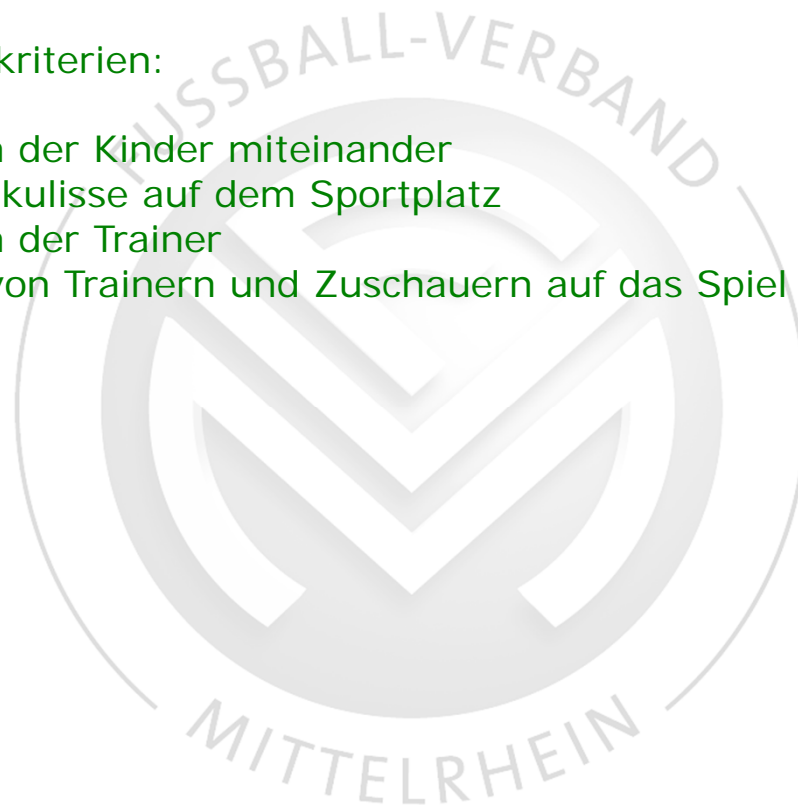 kriterien:
der Kinder miteinander
kulisse auf dem Sportplatz
der Trainer
von Trainern und Zuschauern auf das Spiel
FUSSBALL-VERBAND
MITTELRHEIN